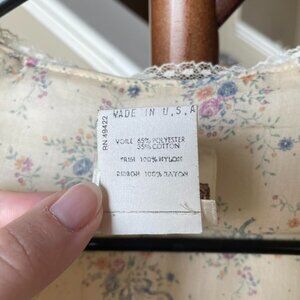 MADE IN U.S.A
RN 49422
VOILE 65% POLYESTER
35% COTTON
TRIM 100% NYLON
RIBBON 100% RAYON